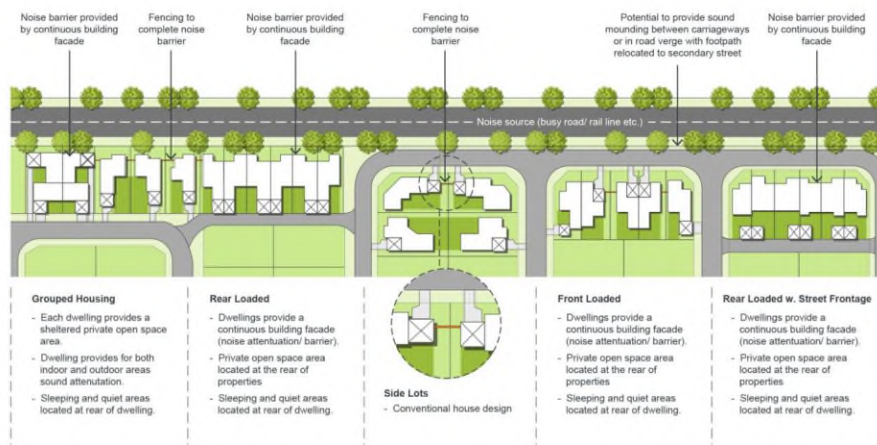 Noise barrier provided
by continuous building
facade
Fencing to
complete noise
barrier
Noise barrier provided
by continuous building
facade
Fencing to
complete noise
barrier
Potential to provide sound
mounding between carriageways
or in road verge with footpath
relocated to secondary street
Noise barrier provided
by continuous building
facade
Noise source (busy road/ rail line etc.)
Grouped Housing
- Each dwelling provides a
sheltered private open space
area.
- Dwelling provides for both
indoor and outdoor areas
sound attenutation.
- Sleeping and quiet areas
located at rear of dwelling.
Rear Loaded
- Dwellings provide a
continuous building facade
(noise attentuation/ barrier).
- Private open space area
located at the rear of
properties
- Sleeping and quiet areas
located at rear of dwelling.
Side Lots
- Conventional house design
Front Loaded
- Dwellings provide a
continuous building facade
(noise attentuation/ barrier).
- Private open space area
located at the rear of
properties
- Sleeping and quiet areas
located at rear of dwelling.
Rear Loaded w. Street Frontage
- Dwellings provide a
continuous building facade
(noise attentuation/ barrier).
- Private open space area
located at the rear of
properties
- Sleeping and quiet areas
located at rear of dwelling.